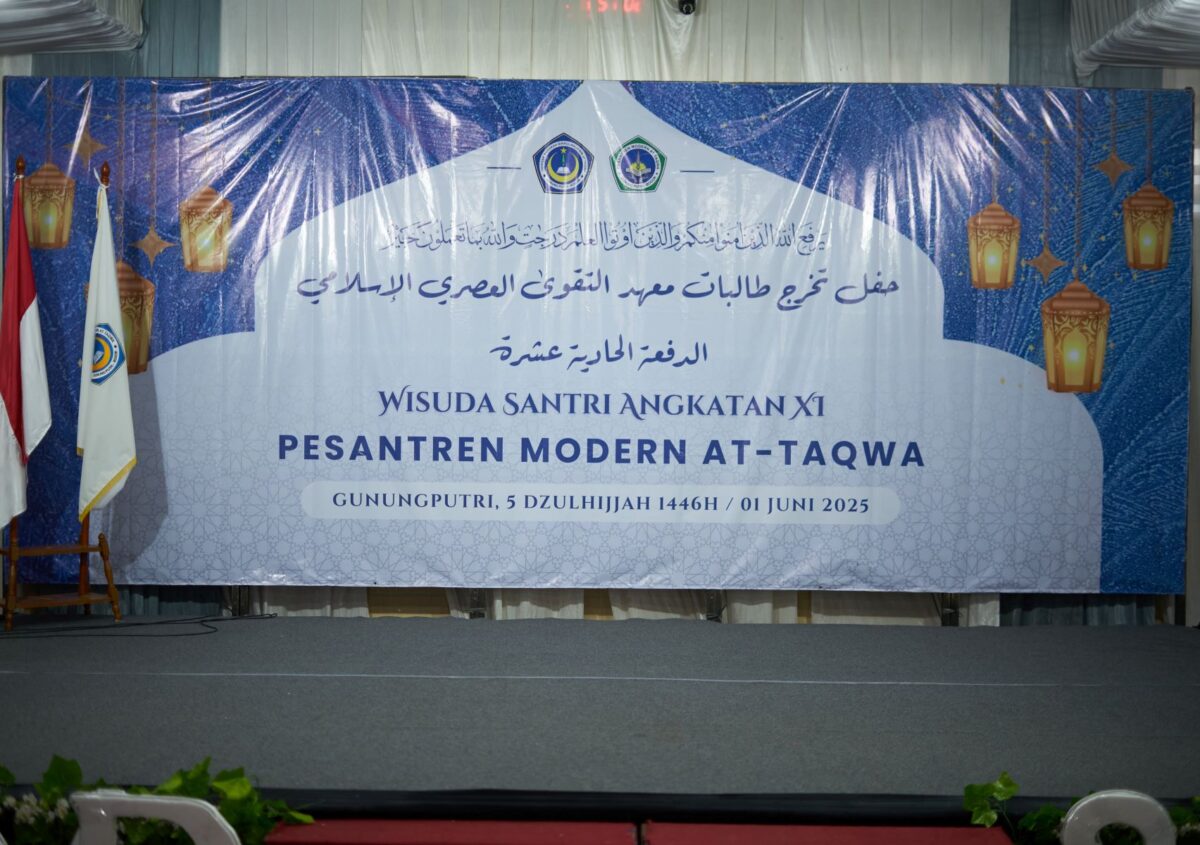 يرفع الله الذين آمنوا منكم والذين أوتوا العلم درجت والله بما تعملون خبير
حفل تخرج طالبات معهد التقوى العصري الإسلامي
الدفعة الحادية عشرة
WISUDA SANTRI ANGKATAN XI
PESANTREN MODERN AT-TAQWA
GUNUNGPUTRI, 5 DZULHIJJAH 1446H / 01 JUNI 2025